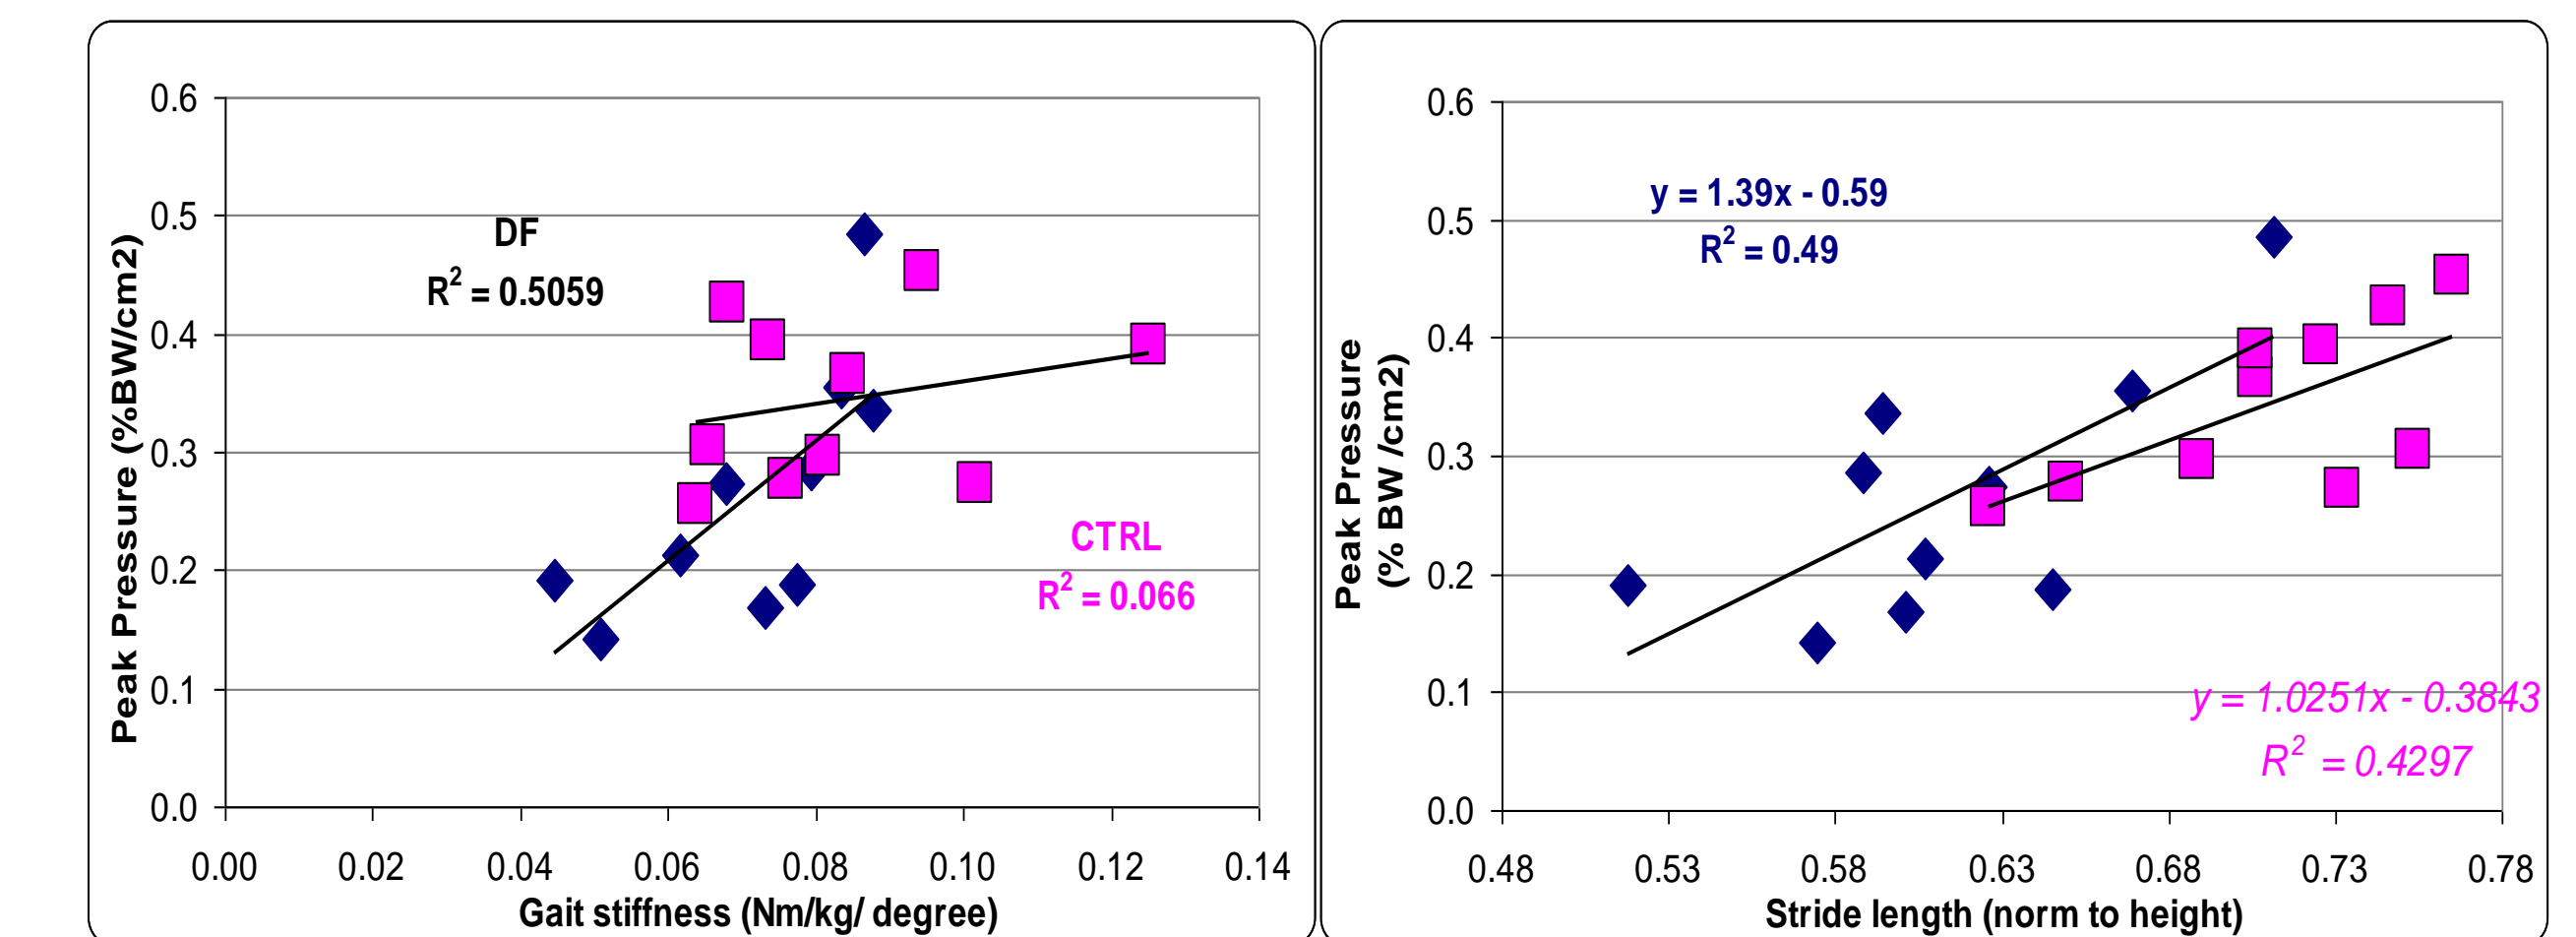 Peak Pressure (%BW/cm2)
0.6
0.5
0.4
0.3
0.2
0.1
0.0
DF
R² = 0.5059
CTRL
R² = 0.066
0.00 0.02 0.04 0.06 0.08 0.10 0.12 0.14
Gait stiffness (Nm/kg/ degree)
Peak Pressure
(% BW /cm2)
0.6
0.5
0.4
0.3
0.2
0.1
0.0
y = 1.39x - 0.59
R² = 0.49
y = 1.0251x - 0.3843
R² = 0.4297
0.48 0.53 0.58 0.63 0.68 0.73 0.78
Stride length (norm to height)